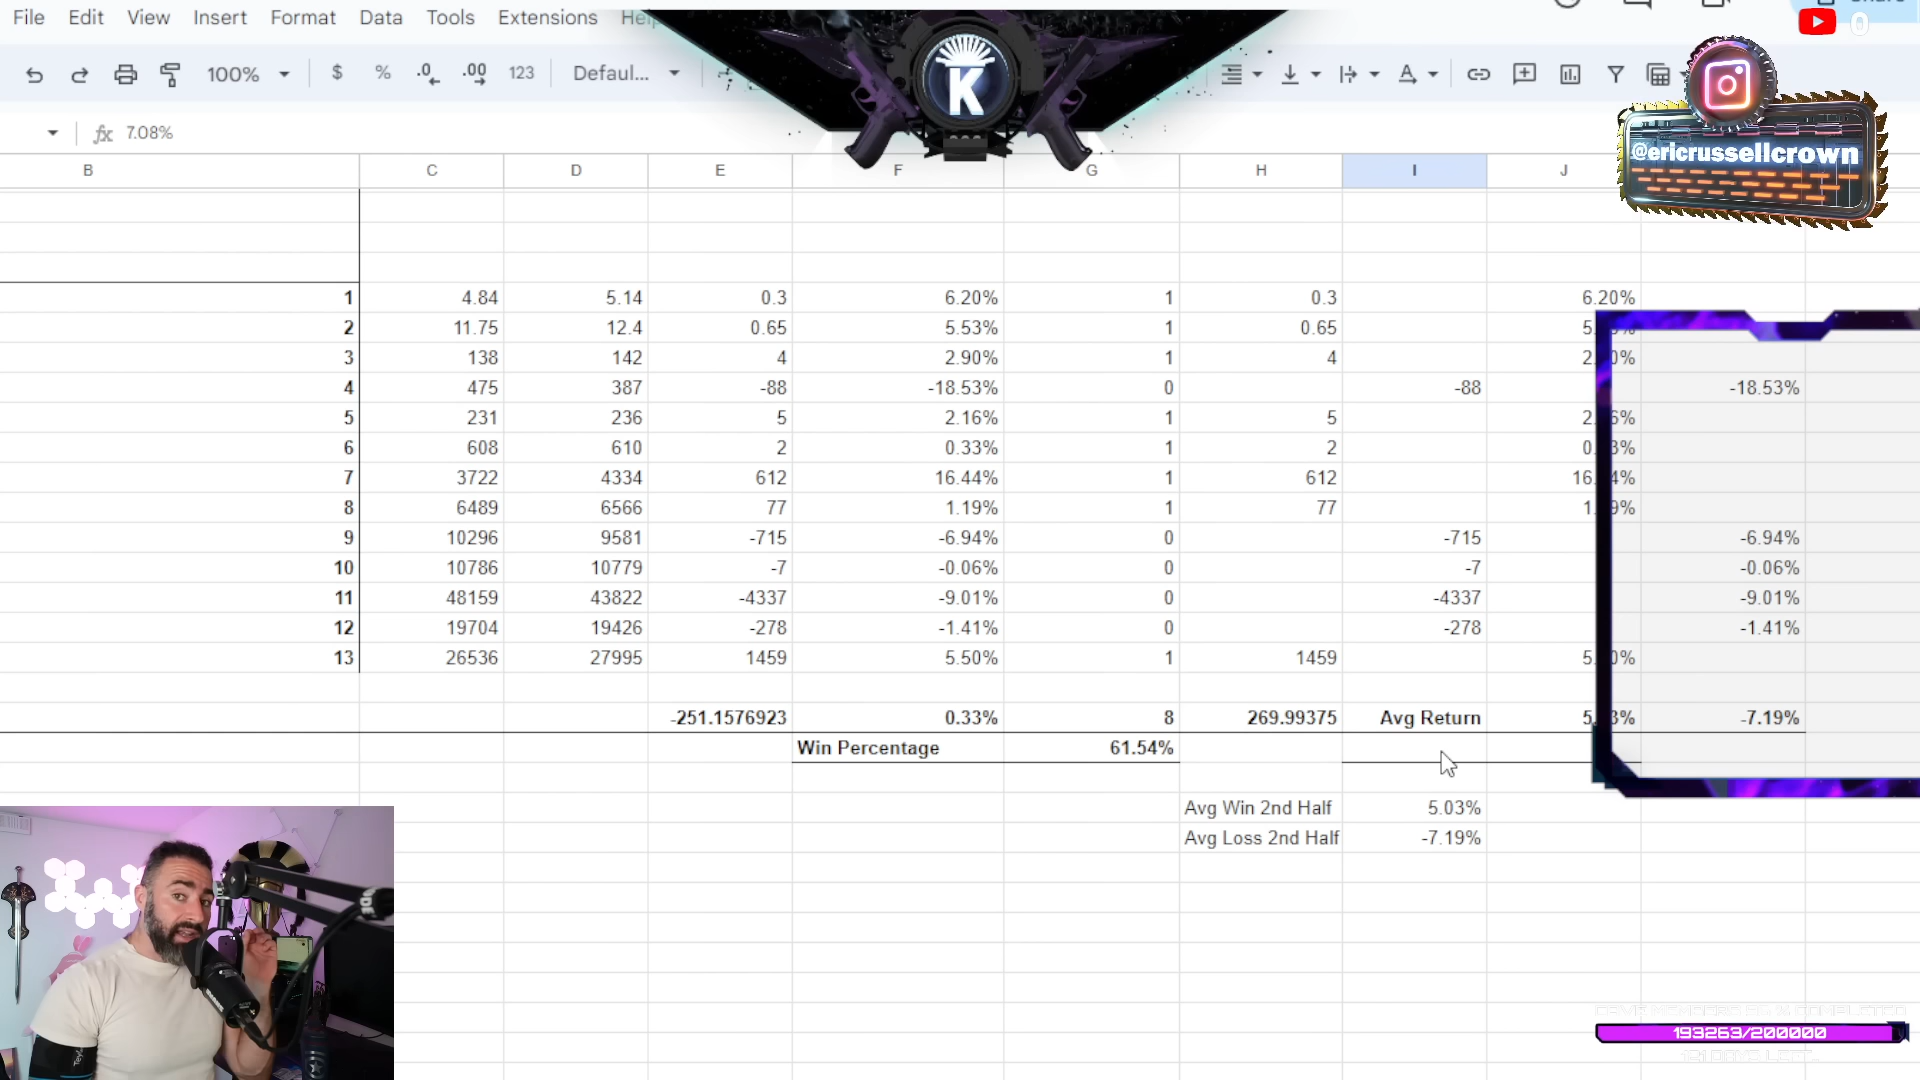 File Edit View Insert Format Data Tools Extensions Help
100% $ % .0 .00 123 Defaul...
fx 7.08%
K
@ericrussellcrown
0
B C D E F G H I J
1 4.84 5.14 0.3 6.20% 1 0.3 6.20%
2 11.75 12.4 0.65 5.53% 1 0.65
3 138 142 4 2.90% 1 4
4 475 387 -88 -18.53% 0 -88 -18.53%
5 231 236 5 2.16% 1 5
6 608 610 2 0.33% 1 2
7 3722 4334 612 16.44% 1 612
8 6489 6566 77 1.19% 1 77
9 10296 9581 -715 -6.94% 0 -715 -6.94%
10 10786 10779 -7 -0.06% 0 -7 -0.06%
11 48159 43822 -4337 -9.01% 0 -4337 -9.01%
12 19704 19426 -278 -1.41% 0 -278 -1.41%
13 26536 27995 1459 5.50% 1 1459
-251.1576923 0.33% 8 269.99375 Avg Return -7.19%
Win Percentage 61.54%
Avg Win 2nd Half 5.03%
Avg Loss 2nd Half -7.19%
193263/200000